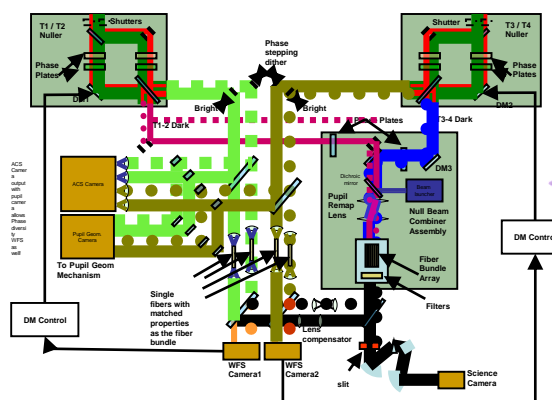 T1 / T2
Nuller
Shutters
Phase
Plates
DM1
Phase
stepping
dither
Shutter
T3 / T4
Nuller
Phase
Plates
DM2
Bright
Bright
T1-2 Dark
Plates
T3-4 Dark
DM3
Dichroic
mirror
Beam
launcher
Pupil
Remap
Lens
Null Beam
Combiner
Assembly
ACS
Camer
a
output
with
pupil
camer
a
allows
Phase
diversi
WFS
as
well
ACS Camera
Pupil Geom
Camera
To Pupil Geom
Mechanism
DM Control
DM Contro
Fiber
Bundle
Array
Filters
Single
fibers with
matched
properties
as the fiber
bundle
Lens
compensator
WFS
Camera1
WFS
Camera2
slit
Science
Camera